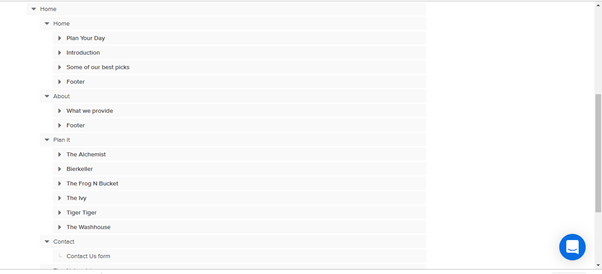 Home
Home
Plan Your Day
Introduction
Some of our best picks
Footer
About
What we provide
Footer
Plan it
The Alchemist
Bierkeller
The Frog N Bucket
The Ivy
Tiger Tiger
The Washhouse
Contact
Contact Us form